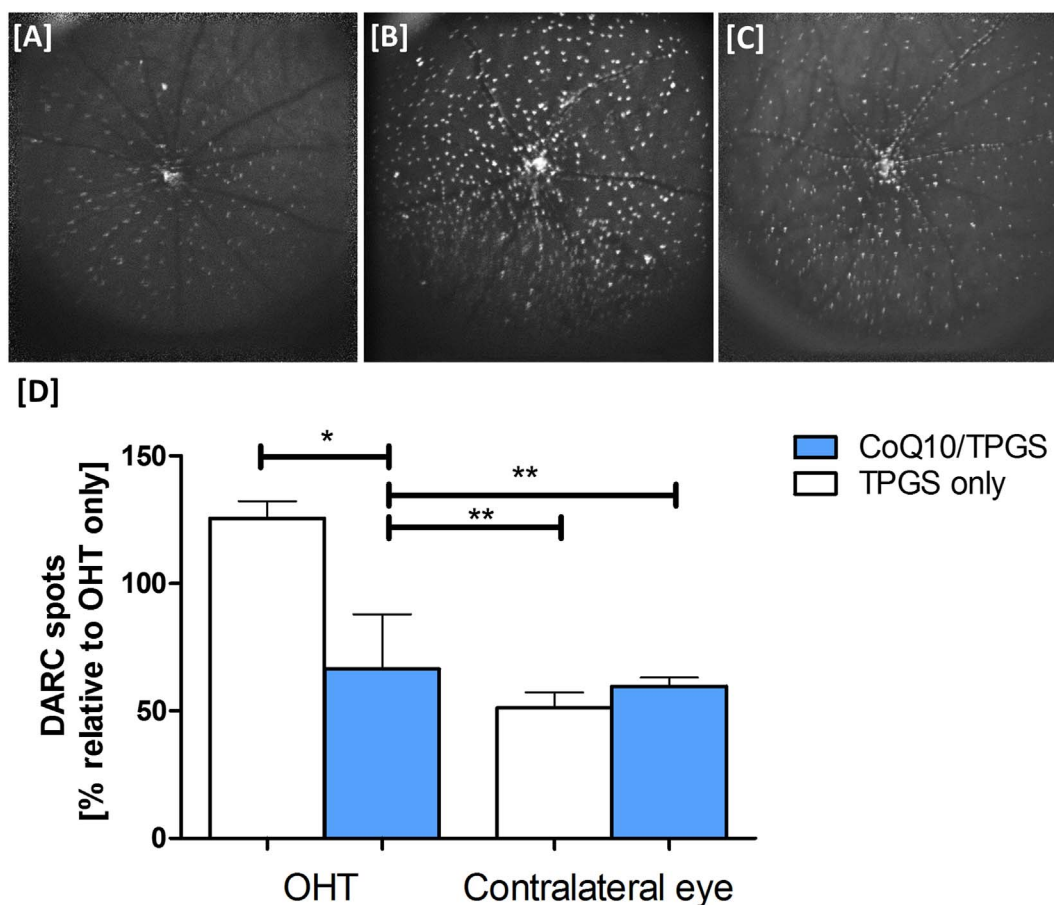 [A]
[B]
[C]
[D]
CoQ10/TPGS
TPGS only
DARC spots
[% relative to OHT only]
150
100
50
0
*
**
**
OHT
Contralateral eye